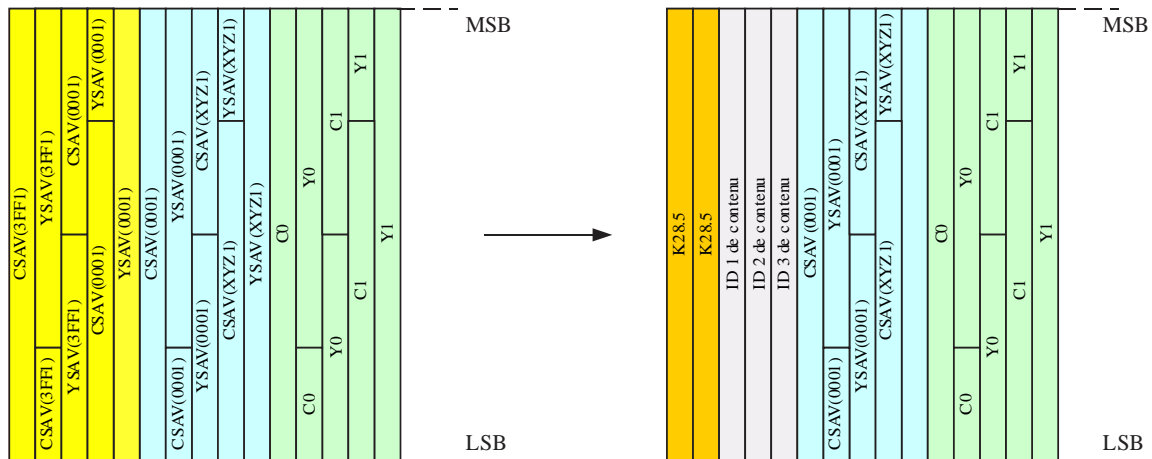 CSAV(3FF1)
YSAV(3FF1)
CSAV(3FF1)
CSAV(0001)
YSAV(3FF1)
YSAV(0001)
CSAV(0001)
YSAV(0001)
CSAV(0001)
YSAV(0001)
CSAV(0001)
CSAV(XYZ1)
YSAV(0001)
YSAV(XYZ1)
CSAV(XYZ1)
YSAV(XYZ1)
C0
Y0
C0
C1
Y0
Y1
C1
Y1
MSB
LSB
K28.5
K28.5
ID 1 de contenu
ID 2 de contenu
ID 3 de contenu
CSAV(0001)
YSAV(0001)
CSAV(0001)
CSAV(XYZ1)
YSAV(0001)
YSAV(XYZ1)
CSAV(XYZ1)
C0
Y0
C0
C1
Y0
Y1
C1
Y1
MSB
LSB